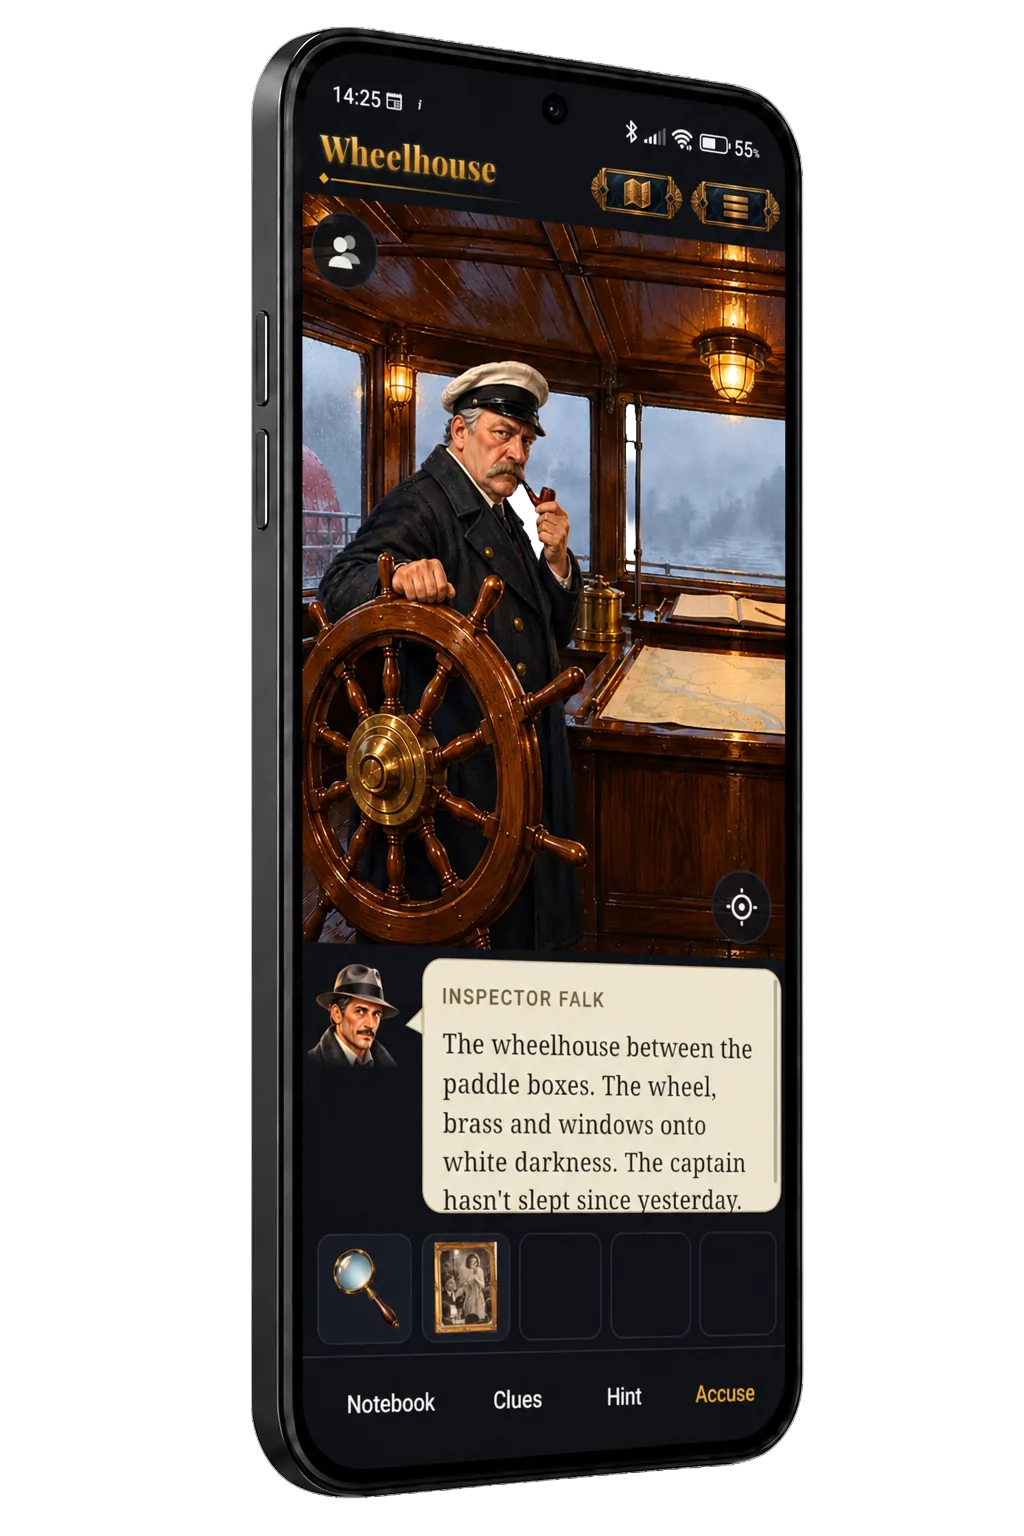 14:25
55%
Wheelhouse
INSPECTOR FALK
The wheelhouse between the
paddle boxes. The wheel,
brass and windows onto
white darkness. The captain
hasn't slept since yesterday.
Notebook
Clues
Hint
Accuse